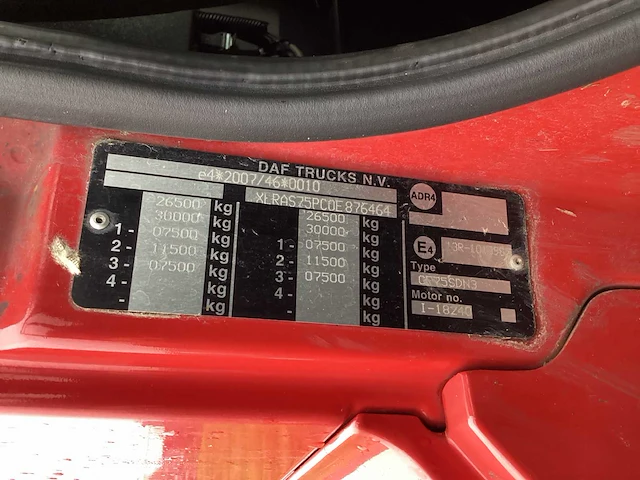 DAF TRUCKS N.V.
e4*2007/46*0010
XLRAS75PC0E876464
26500 kg 26500 kg
30000 kg 30000 kg
1- 07500 kg 1- 07500 kg
2- 11500 kg 2- 11500 kg
3- 07500 kg 3- 07500 kg
4- kg 4- kg
- kg - kg
ADR4
E4
Type
Motor no.
I-18240